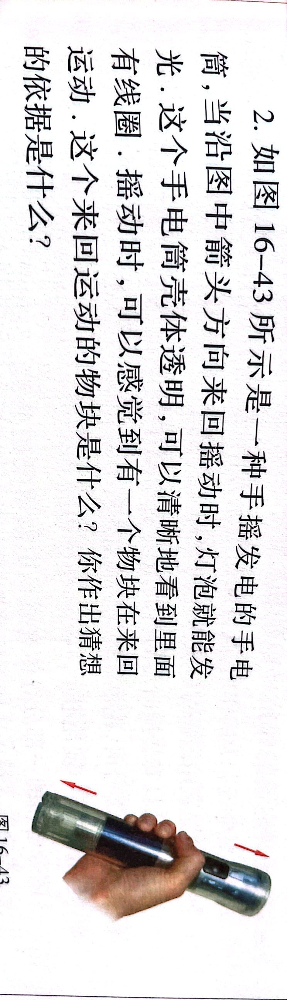 2. 如图 16-43 所示是一种手摇发电的手电
筒，当沿图中箭头方向来回摇动时，灯泡就能发
光．这个手电筒壳体透明，可以清晰地看到里面
有线圈．摇动时，可以感觉到有一个物块在来回
运动．这个来回运动的物块是什么？你作出猜想
的依据是什么？
图 16-43